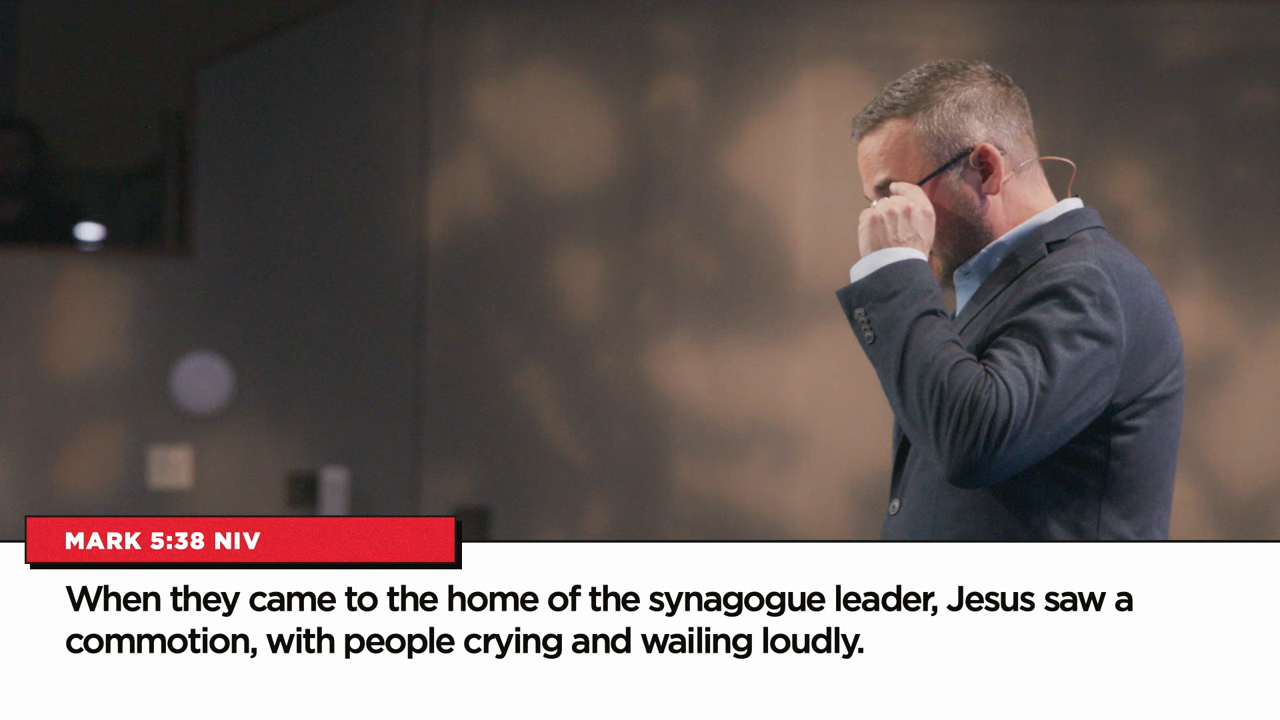 MARK 5:38 NIV
When they came to the home of the synagogue leader, Jesus saw a
commotion, with people crying and wailing loudly.